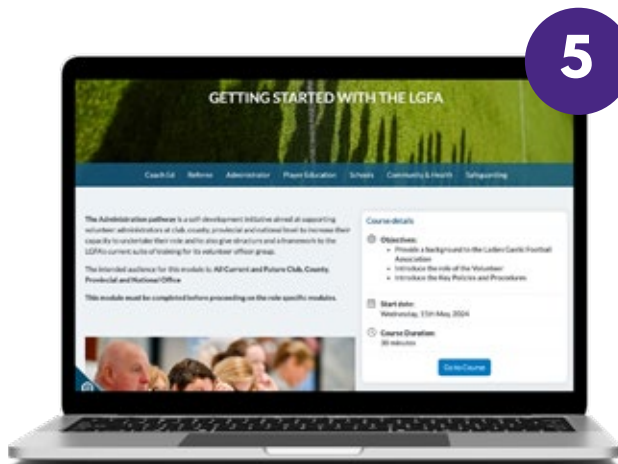 5
GETTING STARTED WITH THE LGFA
Coach Ed Referee Administrator Player Education Schools Community & Health Safeguarding
The Administration pathway is a self-development initiative aimed at supporting
volunteer administrators at club, county, provincial and national level to increase their
capacity to undertake their role and to also give structure and a framework to the
LGFA's current suite of training for its volunteer officer group.
The intended audience for this module is: All Current and Future Club, County,
Provincial and National Office
This module must be completed before proceeding on the role specific modules.
Course details
Objectives:
• Provide a background to the Ladies Gaelic Football
Association
• Introduce the role of the Volunteer
• Introduce the Key Policies and Procedures
Start date:
Wednesday, 15th May, 2024
Course Duration:
30 minutes
Go to Course